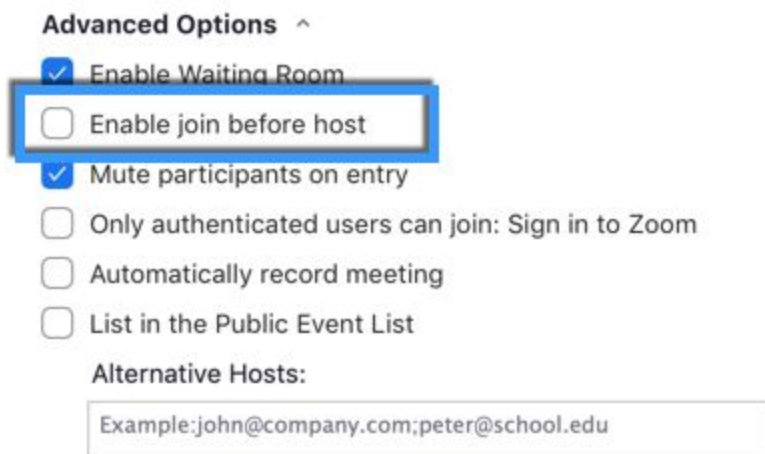 Advanced Options
Enable Waiting Room
Enable join before host
Mute participants on entry
Only authenticated users can join: Sign in to Zoom
Automatically record meeting
List in the Public Event List
Alternative Hosts:
Example:john@company.com;peter@school.edu